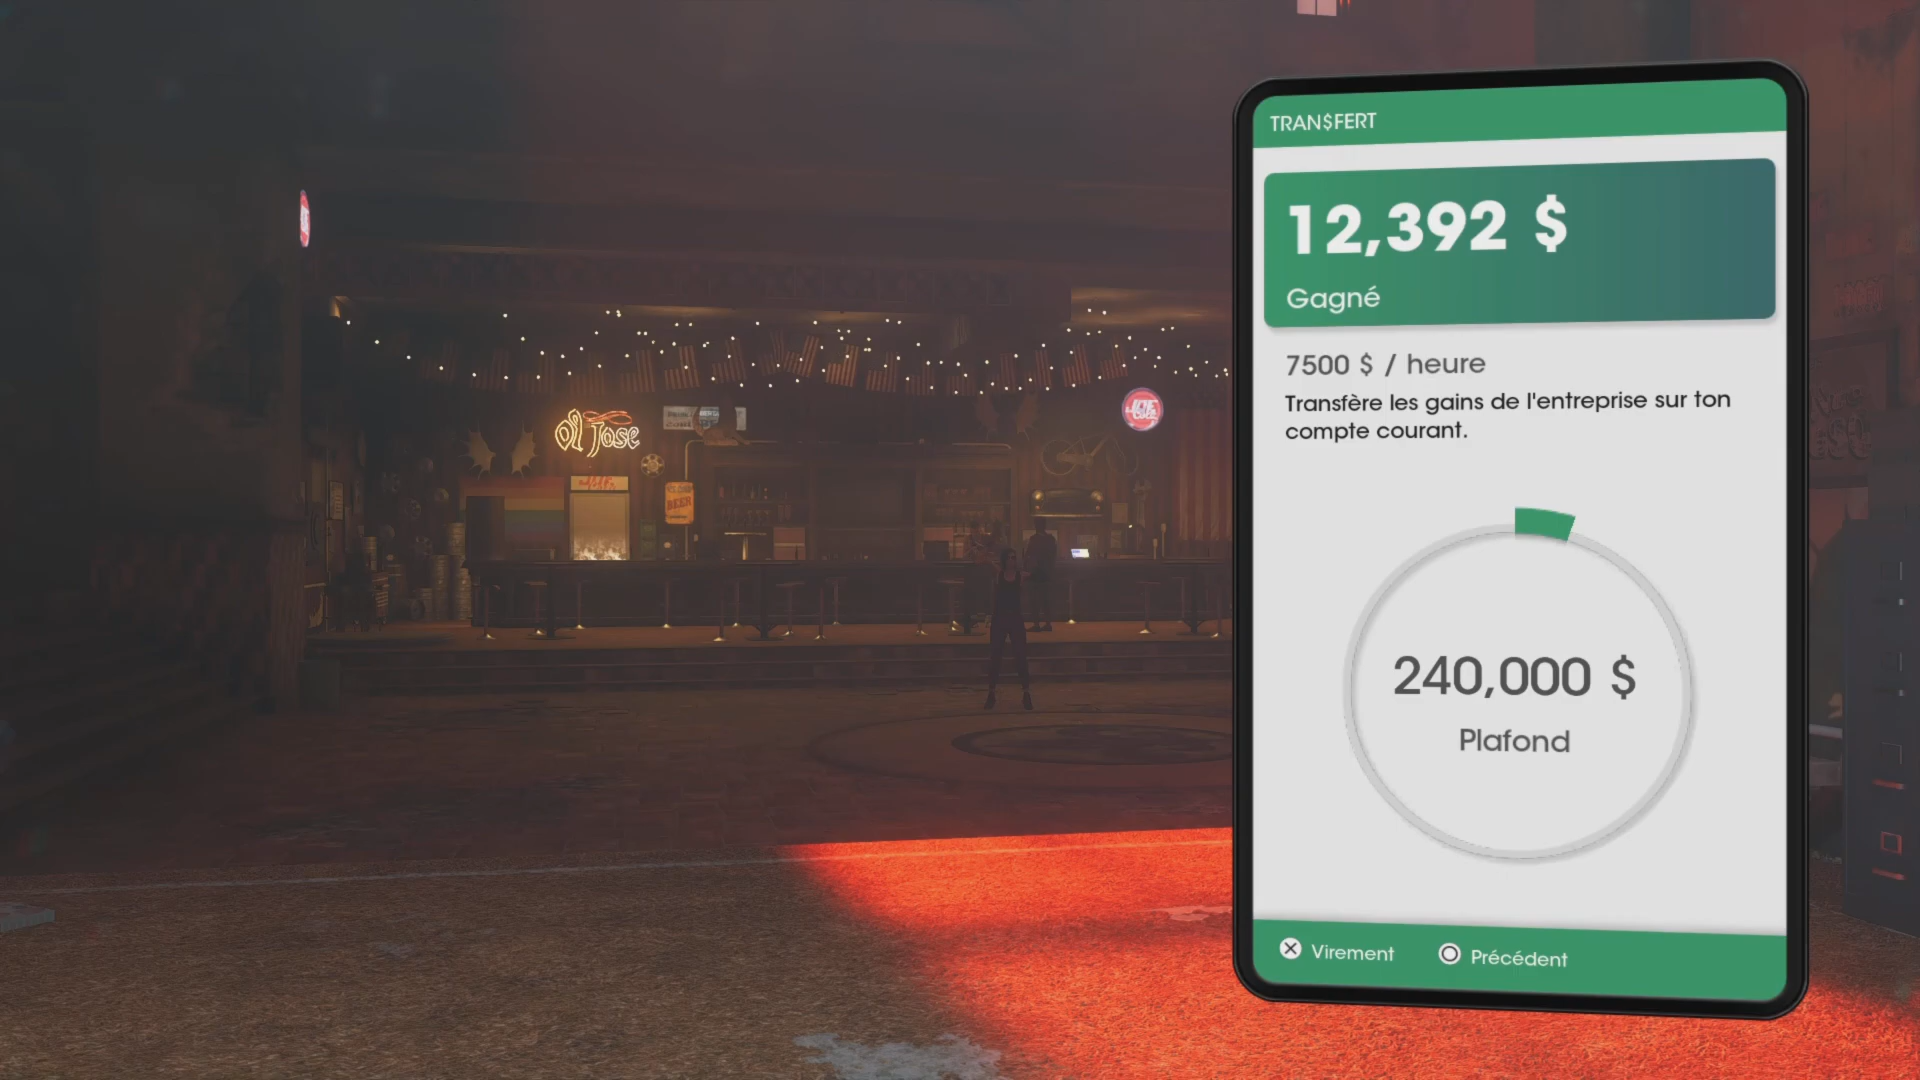 TRAN$FERT
12,392 $
Gagné
7500 $ / heure
Transfère les gains de l'entreprise sur ton
compte courant.
240,000 $
Plafond
Virement
Précédent
Ol Jose
BEER